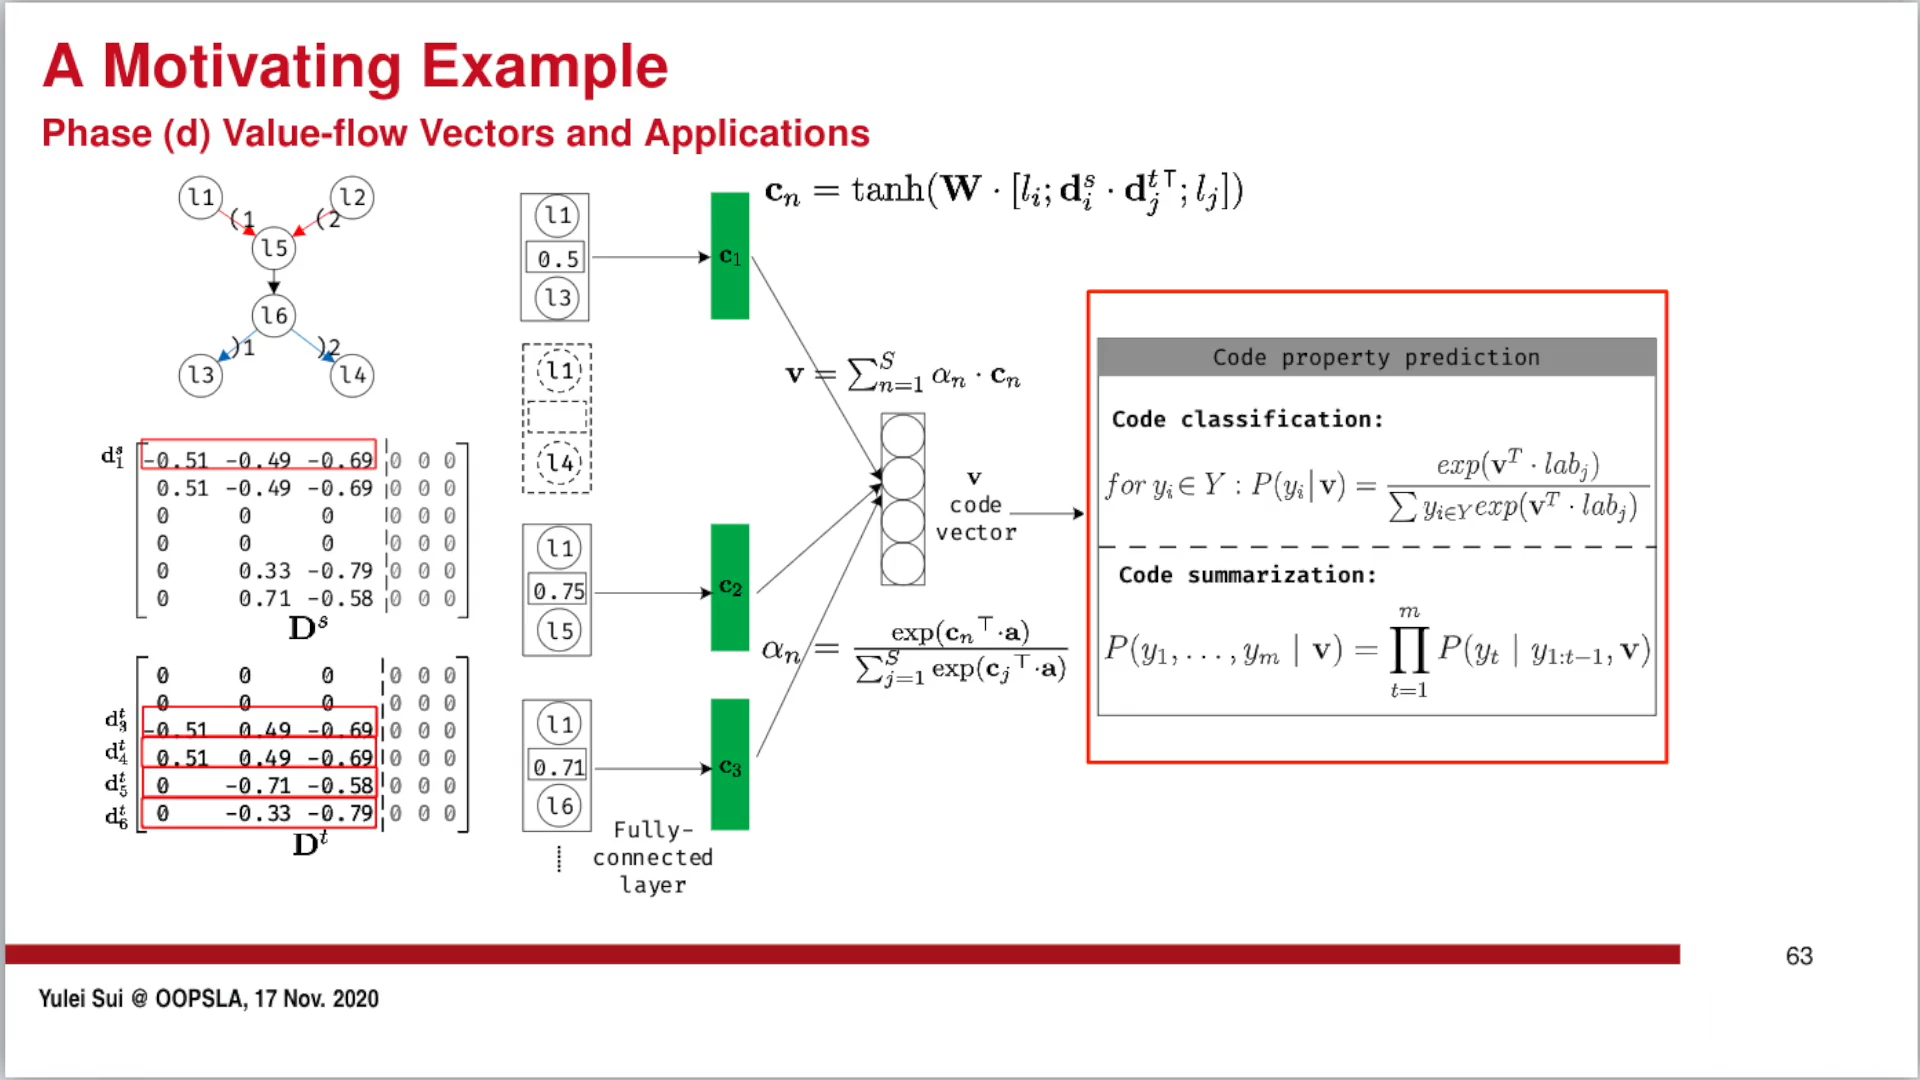 A Motivating Example
Phase (d) Value-flow Vectors and Applications
l1
l2
(1
(2
l5
l6
)1
)2
l3
l4
d₁ˢ
-0.51 -0.49 -0.69 0 0 0
0.51 -0.49 -0.69 0 0 0
0 0 0 0 0 0
0 0 0 0 0 0
0 0.33 -0.79 0 0 0
0 0.71 -0.58 0 0 0
Dˢ
0 0 0 0 0 0
0 0 0 0 0 0
d₃ᵗ -0.51 0.49 -0.69 0 0 0
d₄ᵗ 0.51 0.49 -0.69 0 0 0
d₅ᵗ 0 -0.71 -0.58 0 0 0
d₆ᵗ 0 -0.33 -0.79 0 0 0
Dᵗ
l1
0.5
l3
c₁
l1
l4
l1
0.75
l5
c₂
l1
0.71
l6
c₃
Fully-
connected
layer
cₙ = tanh(W · [lᵢ; dᵢˢ · dⱼᵗ⊤; lⱼ])
v = ∑ₙ₌₁ˢ αₙ · cₙ
v
code
vector
αₙ = exp(cₙ⊤·a) / ∑ⱼ₌₁ˢ exp(cⱼ⊤·a)
Code property prediction
Code classification:
for yᵢ ∈ Y : P(yᵢ|v) = exp(vᵀ · labⱼ) / ∑ yᵢ∈Y exp(vᵀ · labⱼ)
Code summarization:
P(y₁, . . . , yₘ | v) = ∏ₜ₌₁ᵐ P(yₜ | y₁:ₜ₋₁, v)
63
Yulei Sui @ OOPSLA, 17 Nov. 2020